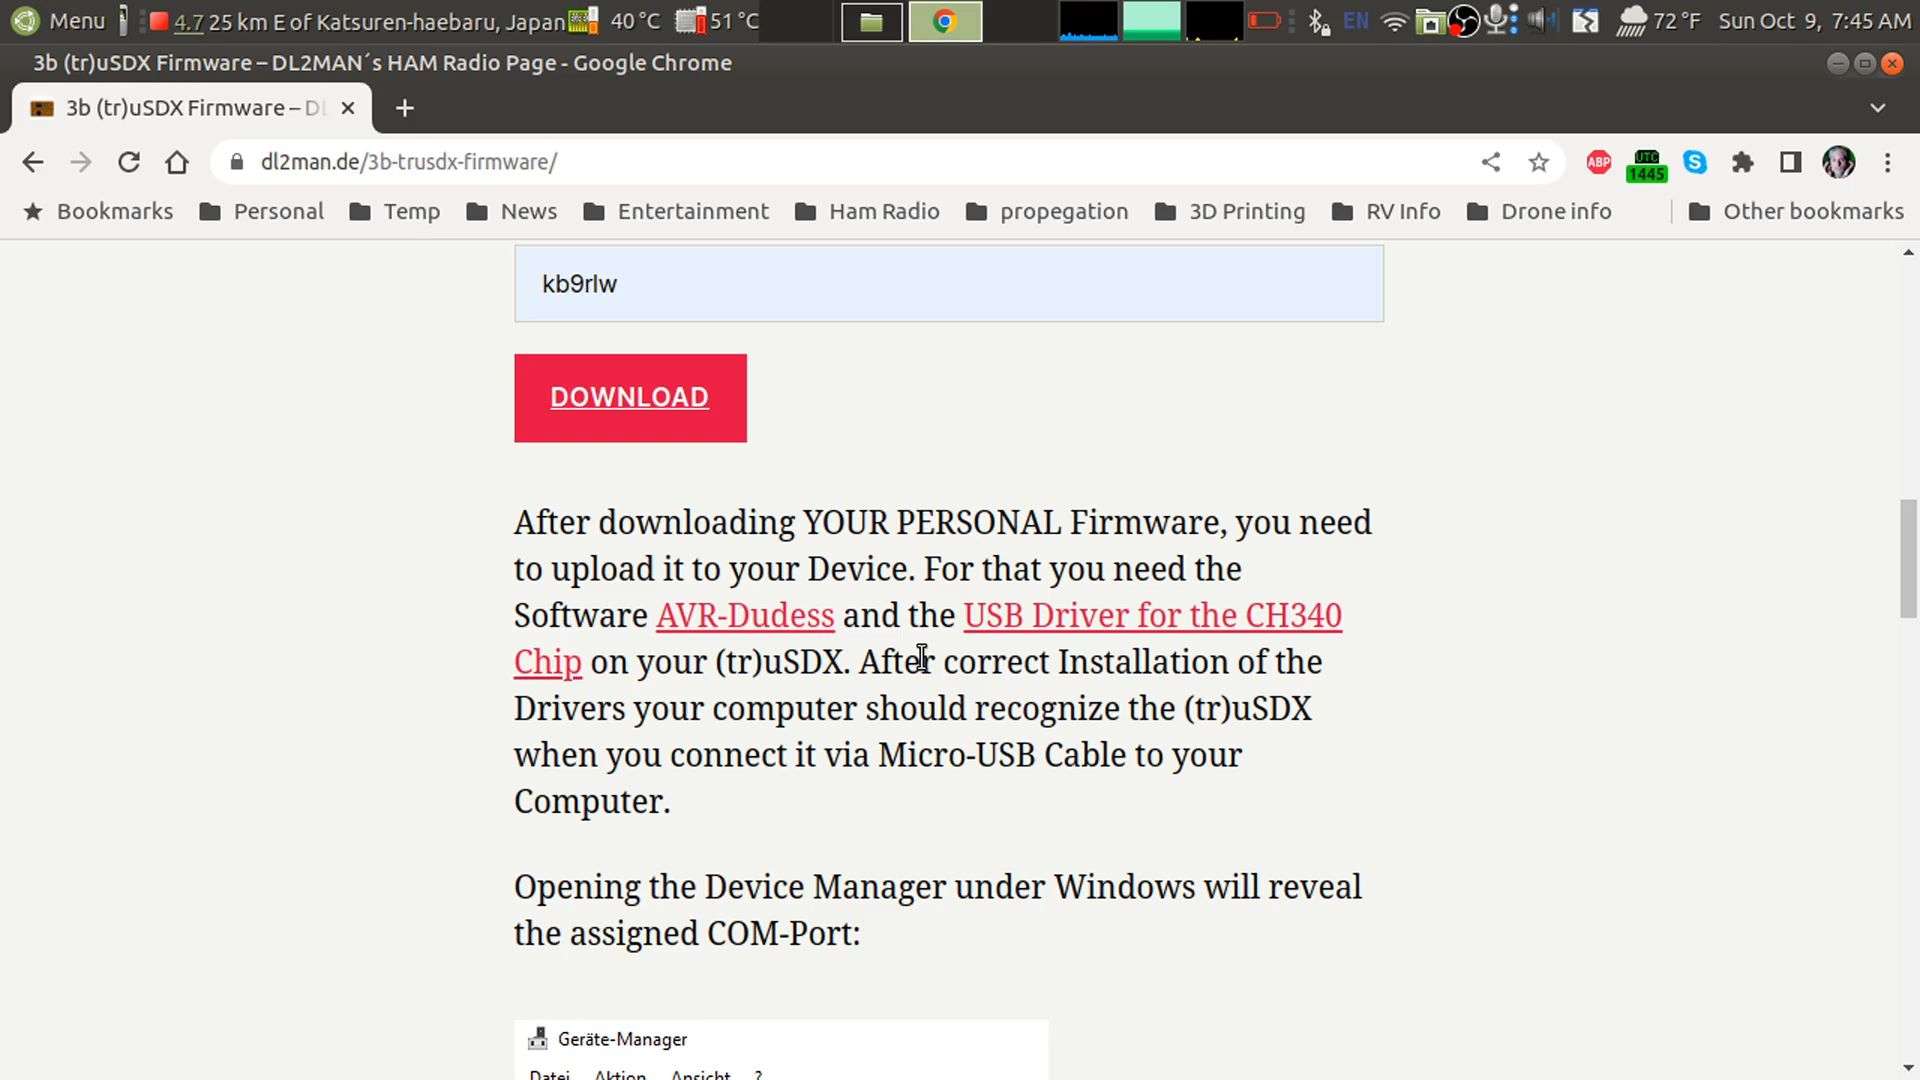 Menu 4.7 25 km E of Katsuren-haebaru, Japan 40°C 51°C EN 72°F Sun Oct 9, 7:45 AM
3b (tr)uSDX Firmware – DL2MAN´s HAM Radio Page - Google Chrome
3b (tr)uSDX Firmware – DL
dl2man.de/3b-trusdx-firmware/ ABP UTC 1445
Bookmarks Personal Temp News Entertainment Ham Radio propegation 3D Printing RV Info Drone info Other bookmarks
kb9rlw
DOWNLOAD
After downloading YOUR PERSONAL Firmware, you need
to upload it to your Device. For that you need the
Software AVR-Dudess and the USB Driver for the CH340
Chip on your (tr)uSDX. After correct Installation of the
Drivers your computer should recognize the (tr)uSDX
when you connect it via Micro-USB Cable to your
Computer.
Opening the Device Manager under Windows will reveal
the assigned COM-Port:
Geräte-Manager
Datei Aktion Ansicht ?